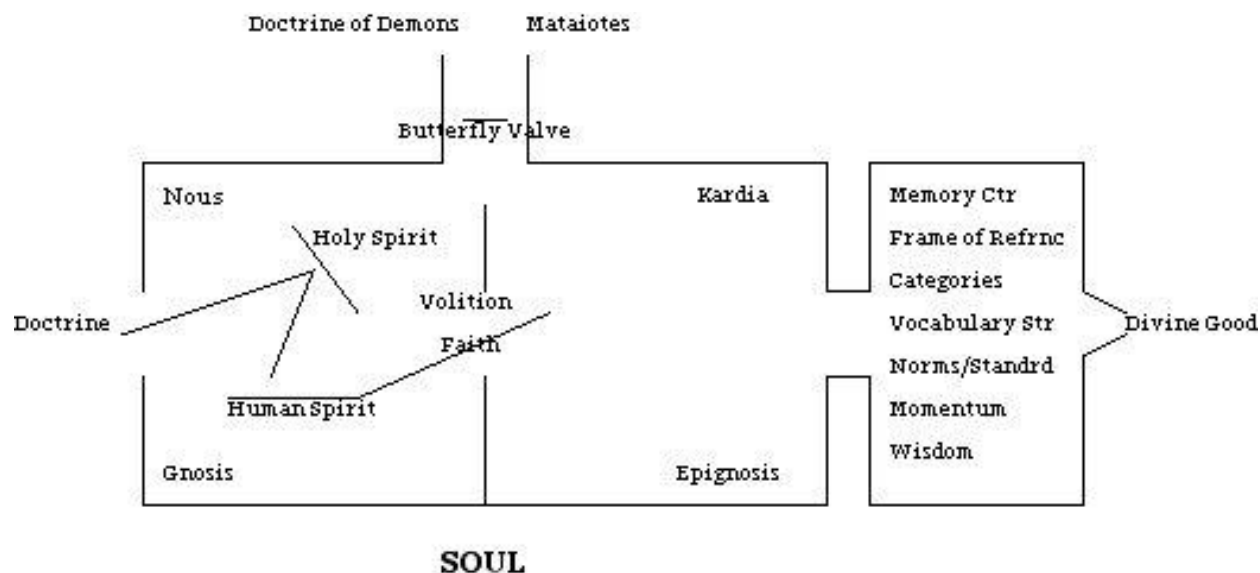 Doctrine of Demons
Mataiotes
Butterfly Valve
Nous
Kardia
Memory Ctr
Holy Spirit
Frame of Refrnc
Categories
Volition
Doctrine
Vocabulary Str
Divine Good
Faith
Norms/Standrd
Human Spirit
Momentum
Wisdom
Gnosis
Epignosis
SOUL